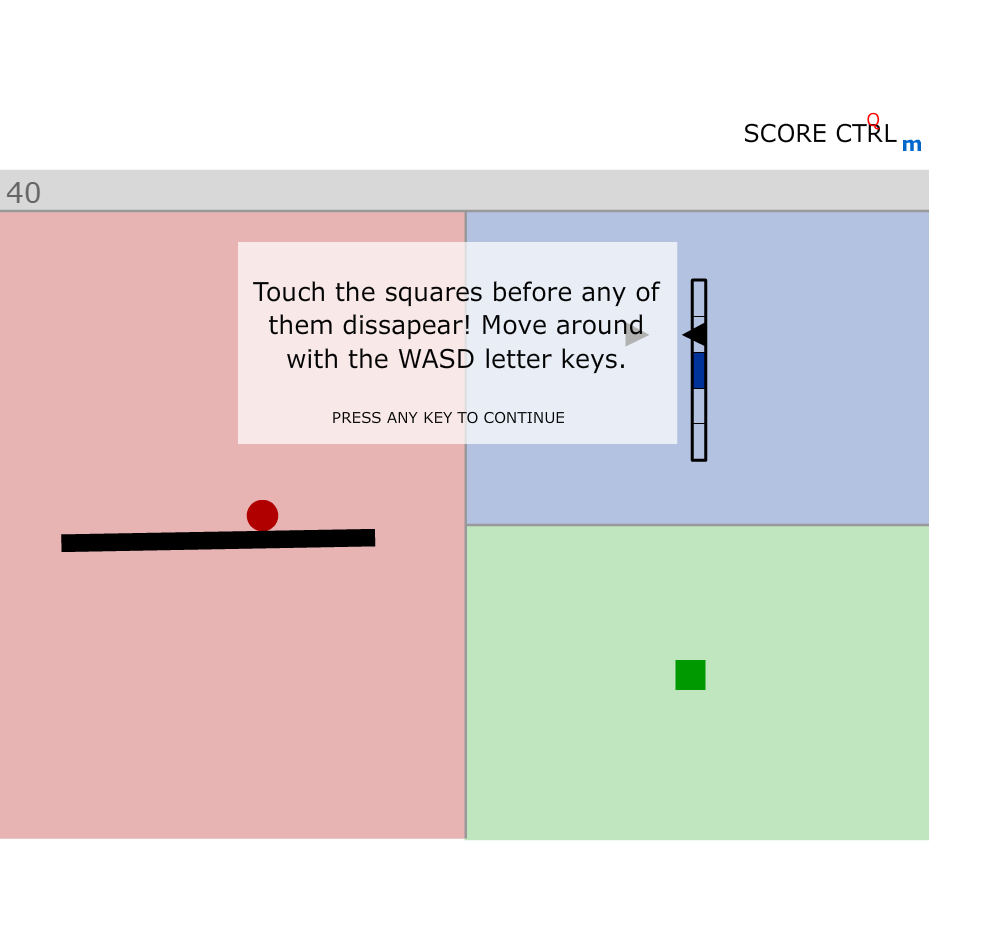 SCORE CTRL
Q
m
40
Touch the squares before any of
them dissapear! Move around
with the WASD letter keys.
PRESS ANY KEY TO CONTINUE